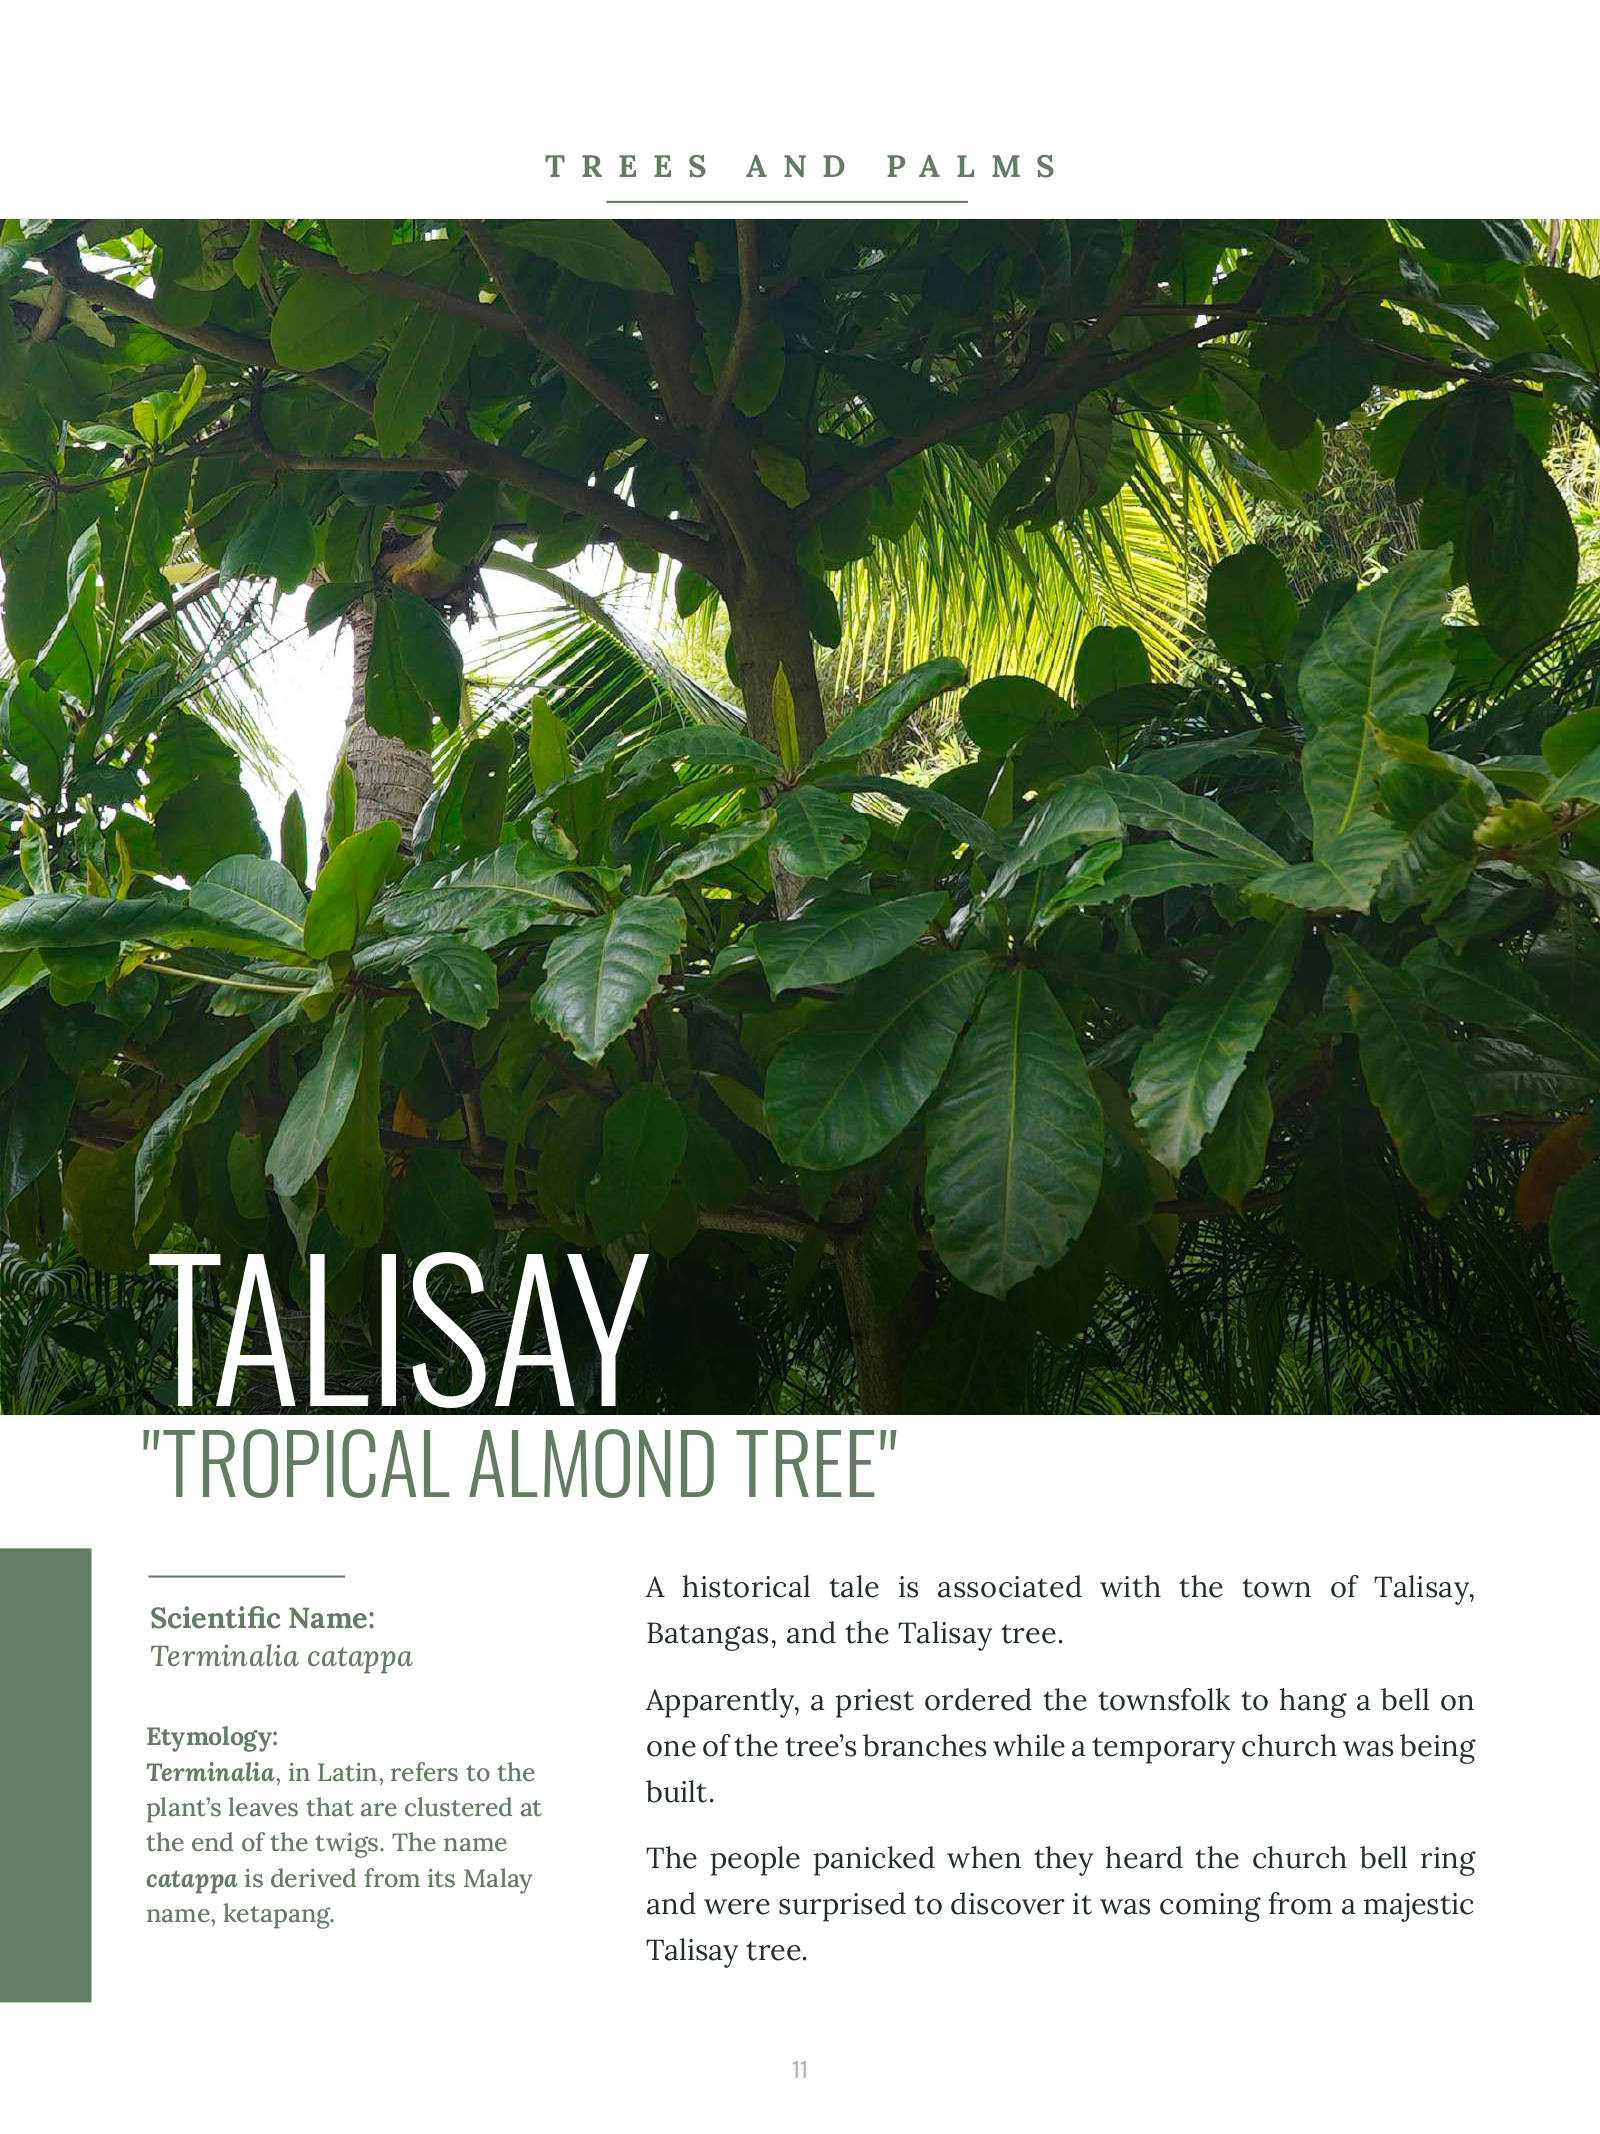 TREES AND PALMS
TALISAY
"TROPICAL ALMOND TREE"
Scientific Name:
Terminalia catappa
Etymology:
Terminalia, in Latin, refers to the
plant’s leaves that are clustered at
the end of the twigs. The name
catappa is derived from its Malay
name, ketapang.
A historical tale is associated with the town of Talisay,
Batangas, and the Talisay tree.
Apparently, a priest ordered the townsfolk to hang a bell on
one of the tree’s branches while a temporary church was being
built.
The people panicked when they heard the church bell ring
and were surprised to discover it was coming from a majestic
Talisay tree.
11